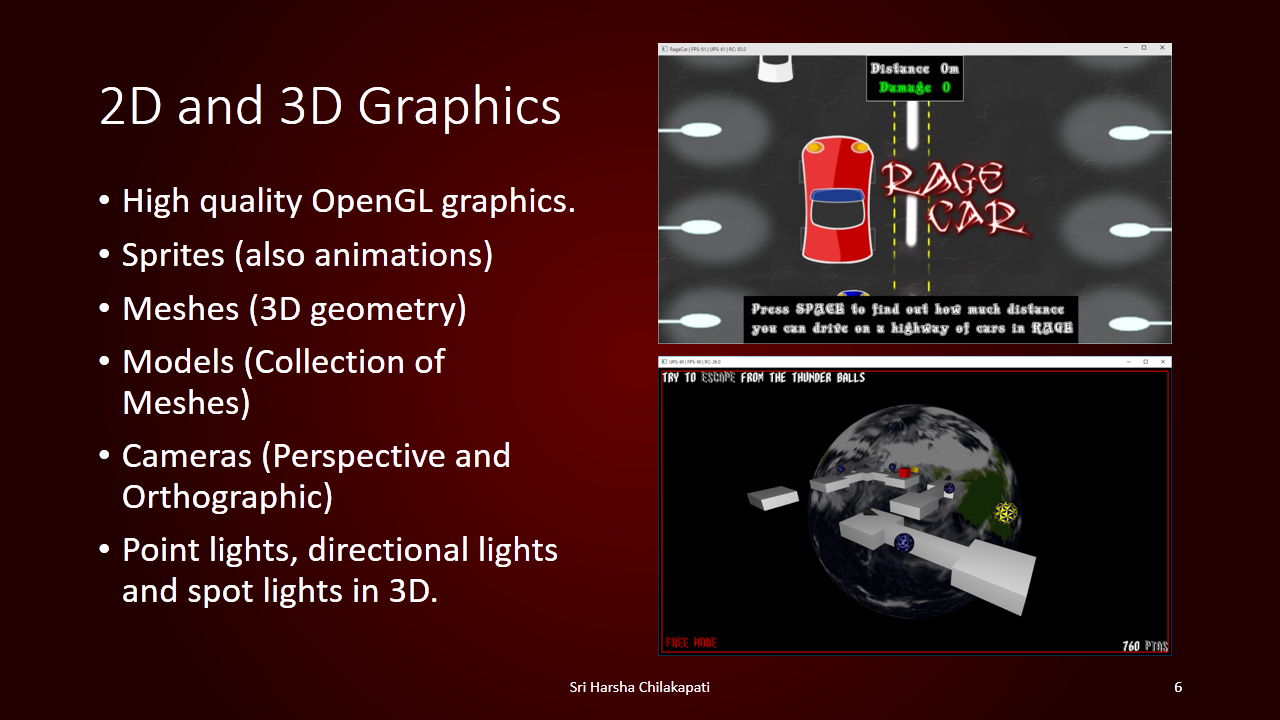 2D and 3D Graphics
• High quality OpenGL graphics.
• Sprites (also animations)
• Meshes (3D geometry)
• Models (Collection of
Meshes)
• Cameras (Perspective and
Orthographic)
• Point lights, directional lights
and spot lights in 3D.
RageCar | FPS: 61 | UPS: 61 | RC: 85.0
Distance 0m
Damage 0
RAGE
CAR
Press SPACE to find out how much distance
you can drive on a highway of cars in RAGE
UPS: 60 | FPS: 60 | RC: 26.0
TRY TO ESCAPE FROM THE THUNDER BALLS
FREE MODE
760 PTAS
Sri Harsha Chilakapati
6